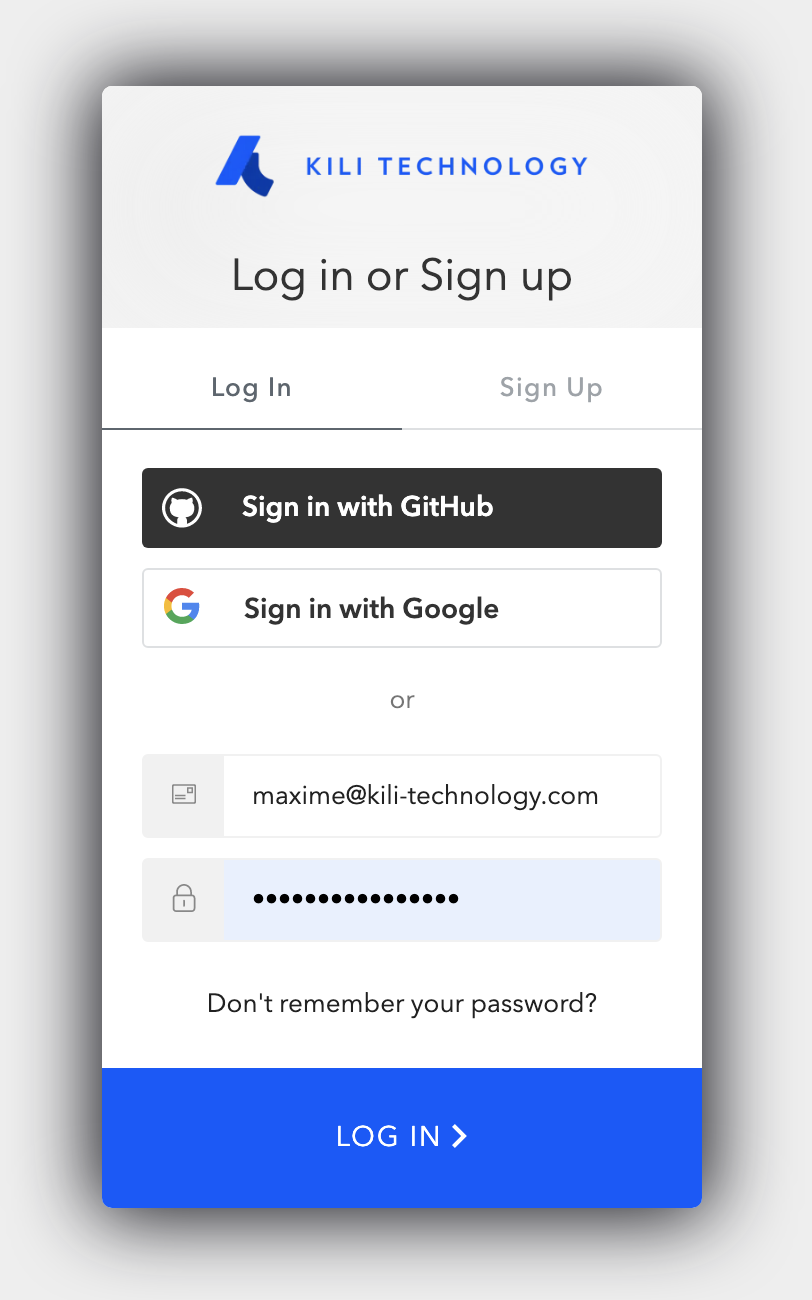 KILI TECHNOLOGY
Log in or Sign up
Log In
Sign Up
Sign in with GitHub
Sign in with Google
or
maxime@kili-technology.com
••••••••••••••••
Don't remember your password?
LOG IN